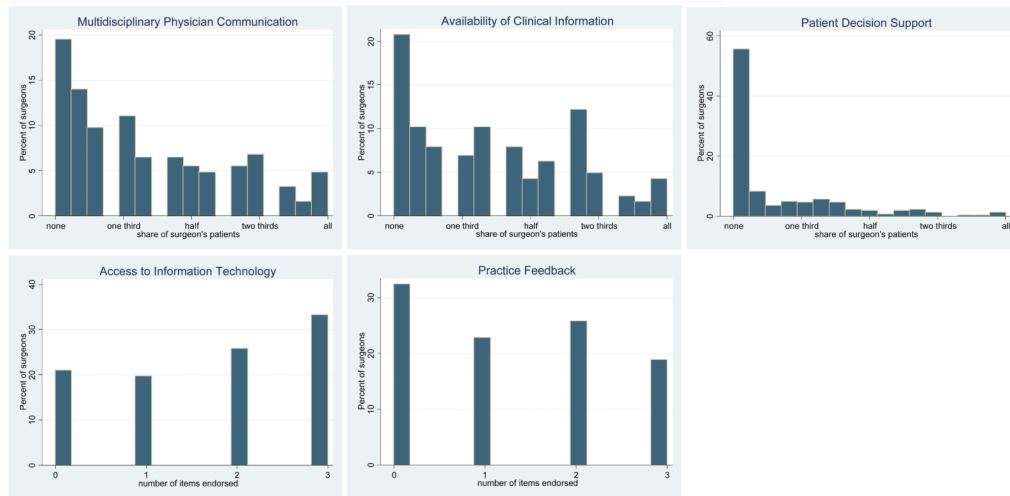 Multidisciplinary Physician Communication
Percent of surgeons
20
15
10
5
0
none one third half two thirds all
share of surgeon's patients
Availability of Clinical Information
Percent of surgeons
20
15
10
5
0
none one third half two thirds all
share of surgeon's patients
Patient Decision Support
Percent of surgeons
60
40
20
0
none one third half two thirds all
share of surgeon's patients
Access to Information Technology
Percent of surgeons
40
30
20
10
0
0 1 2 3
number of items endorsed
Practice Feedback
Percent of surgeons
30
20
10
0
0 1 2 3
number of items endorsed